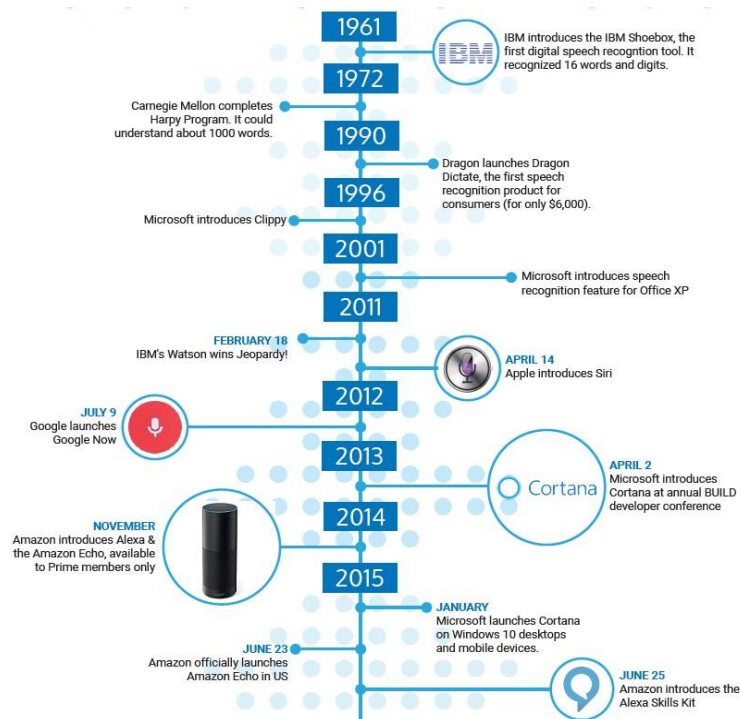 1961
IBM
IBM introduces the IBM Shoebox, the
first digital speech recogntion tool. It
recognized 16 words and digits.
1972
Carnegie Mellon completes
Harpy Program. It could
understand about 1000 words.
1990
Dragon launches Dragon
Dictate, the first speech
recognition product for
consumers (for only $6,000).
1996
Microsoft introduces Clippy
2001
Microsoft introduces speech
recognition feature for Office XP
2011
FEBRUARY 18
IBM's Watson wins Jeopardy!
APRIL 14
Apple introduces Siri
2012
JULY 9
Google launches
Google Now
2013
Cortana
APRIL 2
Microsoft introduces
Cortana at annual BUILD
developer conference
2014
NOVEMBER
Amazon introduces Alexa &
the Amazon Echo, available
to Prime members only
2015
JANUARY
Microsoft launches Cortana
on Windows 10 desktops
and mobile devices.
JUNE 23
Amazon officially launches
Amazon Echo in US
JUNE 25
Amazon introduces the
Alexa Skills Kit